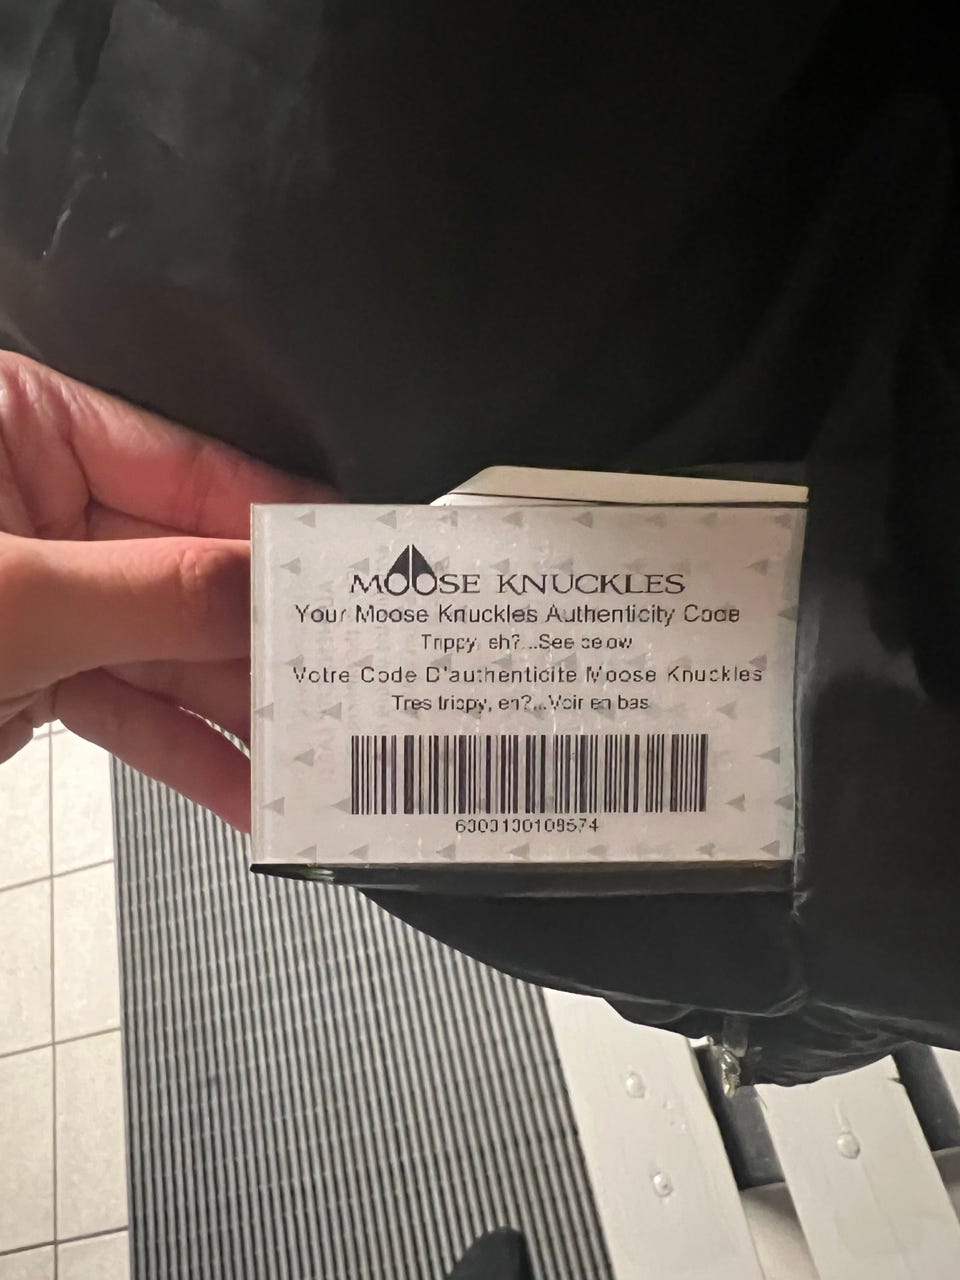 MOOSE KNUCKLES
Your Moose Knuckles Authenticity Code
Trippy, eh?...See below
Votre Code D'authenticite Moose Knuckles
Tres trippy, eh?...Voir en bas